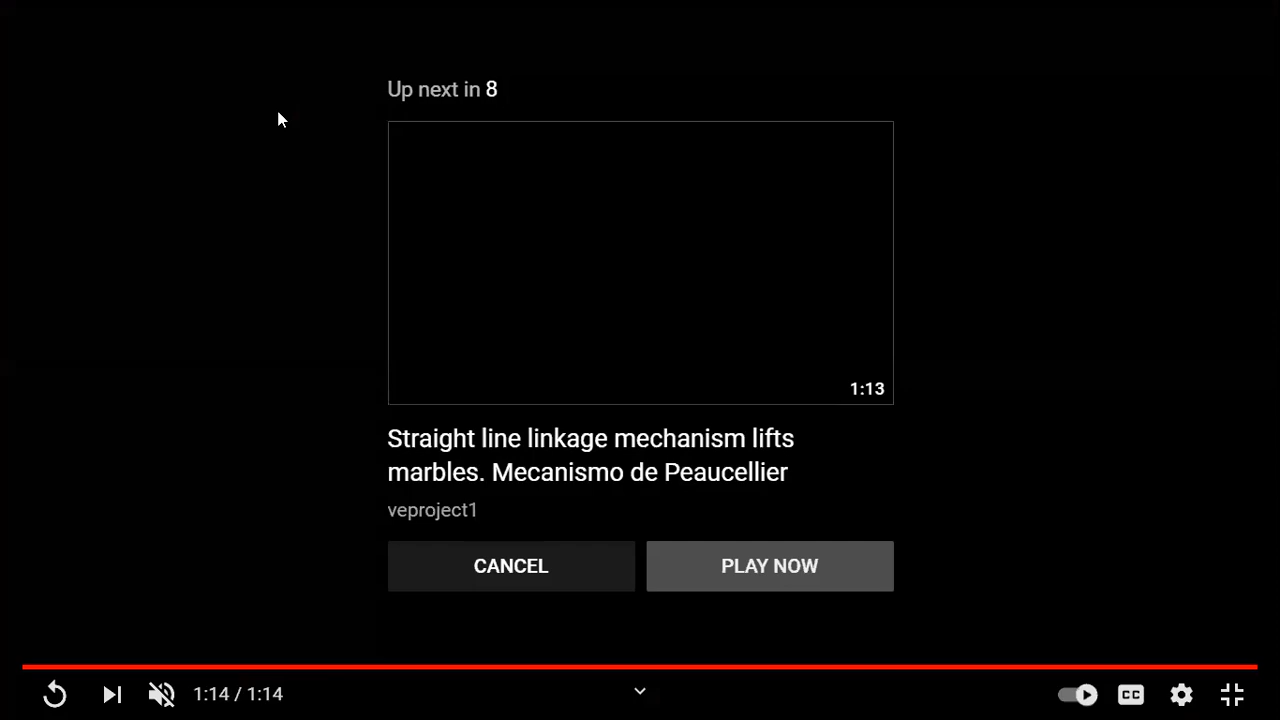 Up next in 8
1:13
Straight line linkage mechanism lifts
marbles. Mecanismo de Peaucellier
veproject1
CANCEL
PLAY NOW
1:14 / 1:14
CC